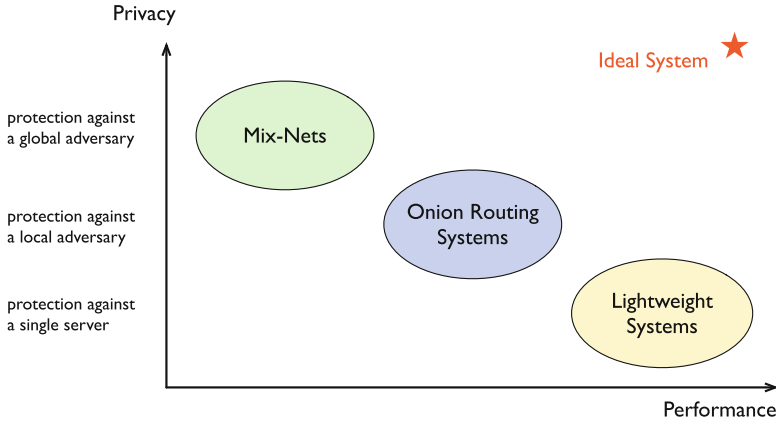 Privacy
Ideal System
protection against
a global adversary
Mix-Nets
protection against
a local adversary
Onion Routing
Systems
protection against
a single server
Lightweight
Systems
Performance